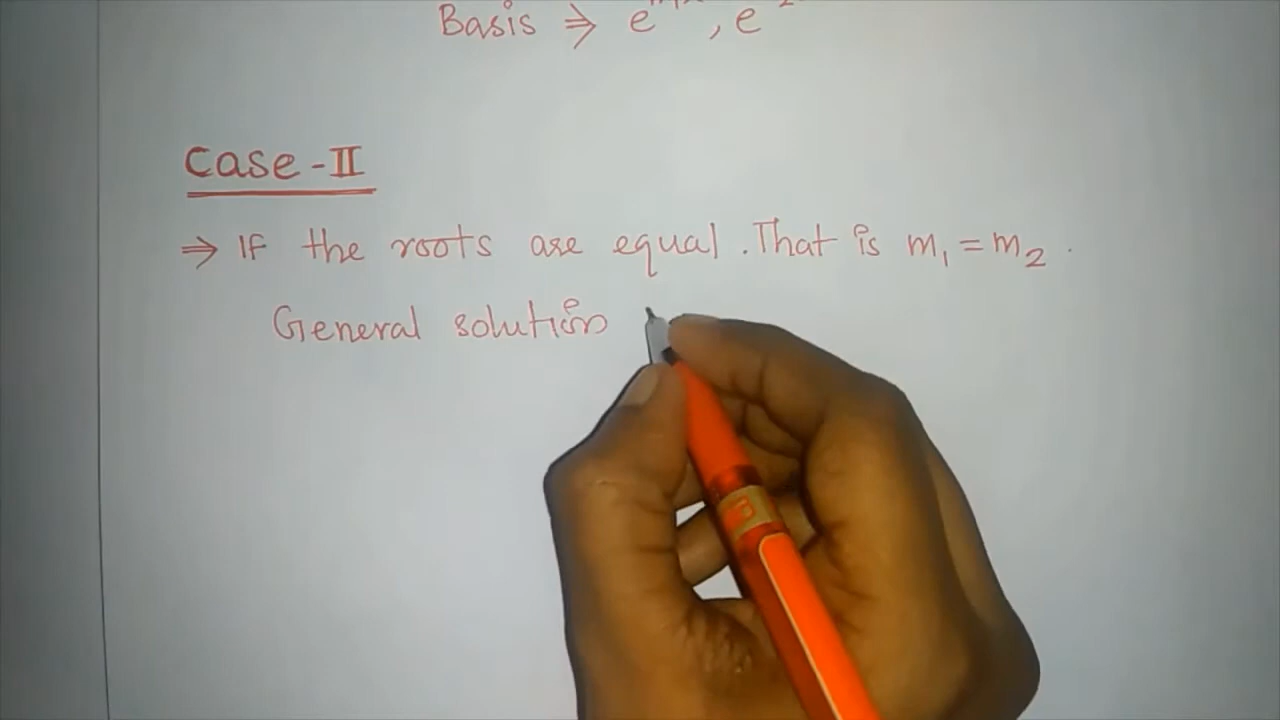 Basis ⇒ e , e
Case - II
⇒ IF the roots are equal. That is m₁ = m₂.
General solution